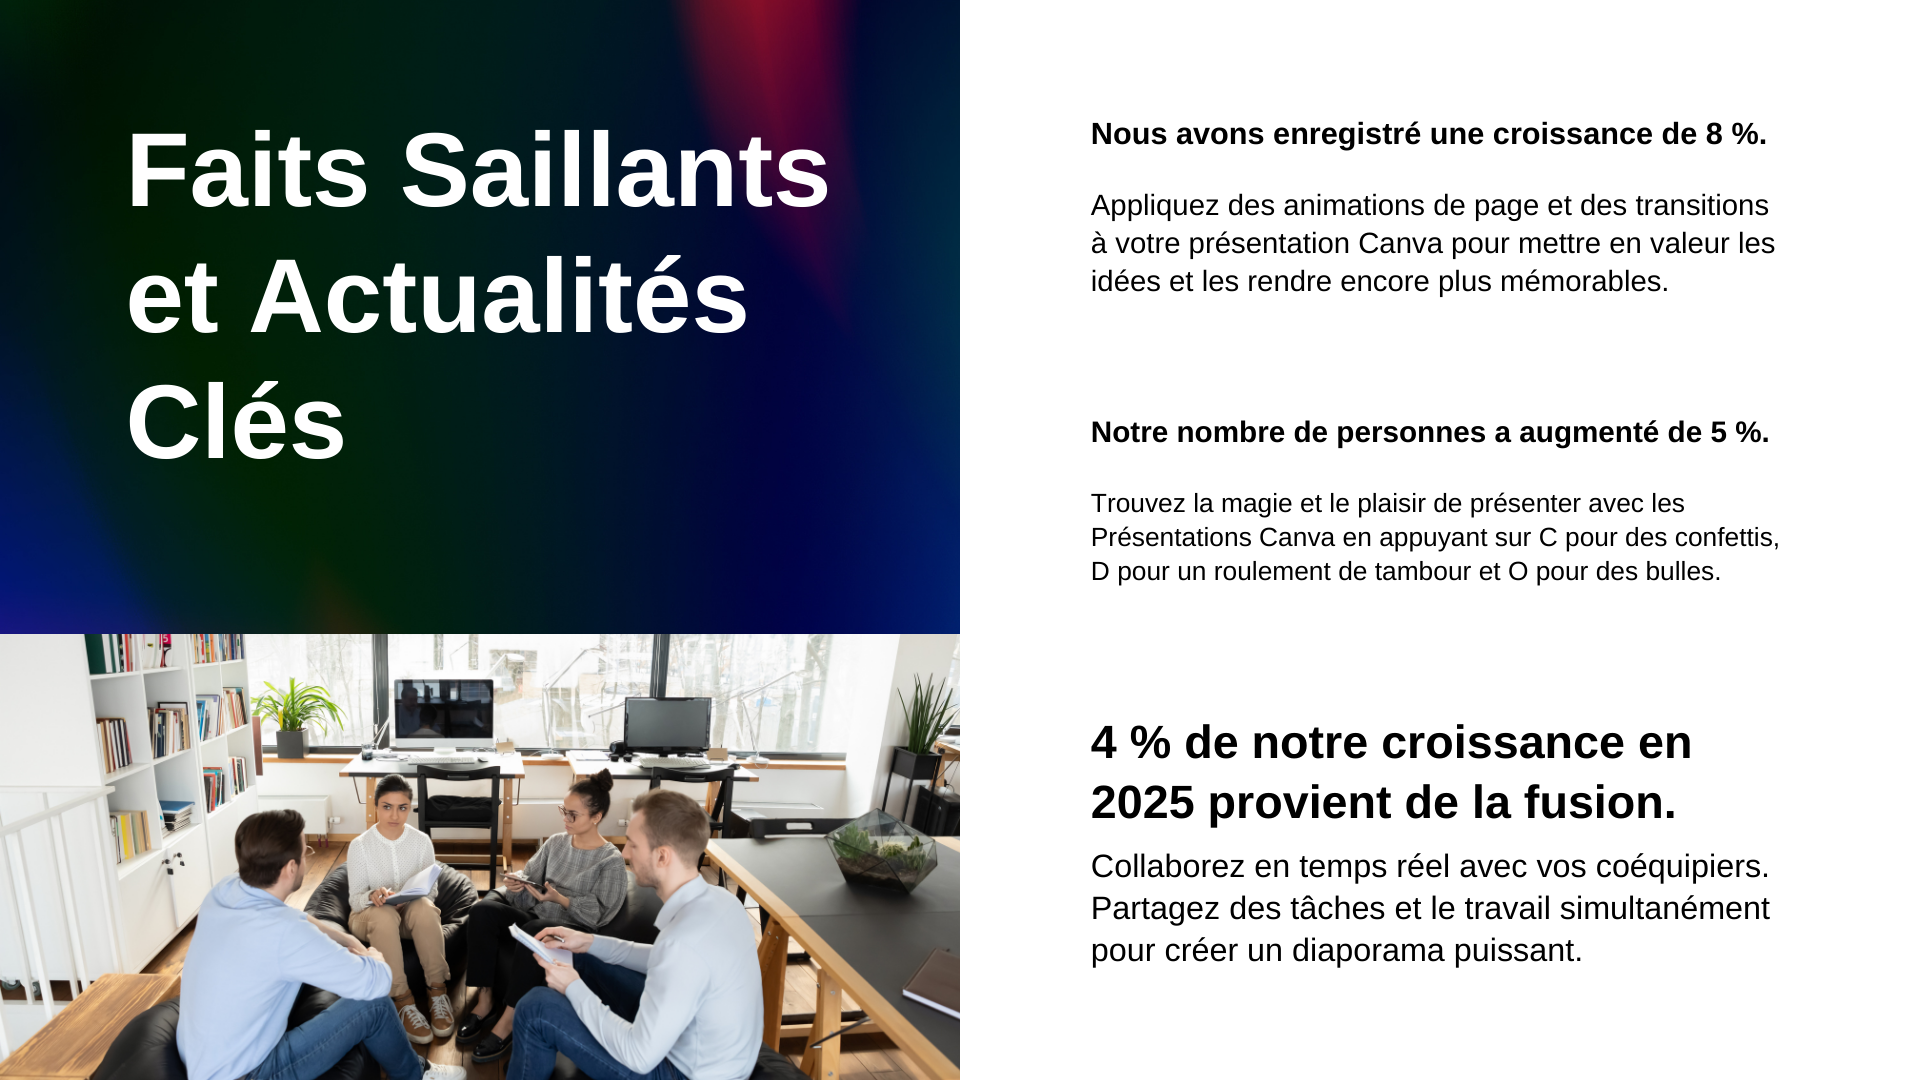 Faits Saillants
et Actualités
Clés
Nous avons enregistré une croissance de 8 %.
Appliquez des animations de page et des transitions
à votre présentation Canva pour mettre en valeur les
idées et les rendre encore plus mémorables.
Notre nombre de personnes a augmenté de 5 %.
Trouvez la magie et le plaisir de présenter avec les
Présentations Canva en appuyant sur C pour des confettis,
D pour un roulement de tambour et O pour des bulles.
4 % de notre croissance en
2025 provient de la fusion.
Collaborez en temps réel avec vos coéquipiers.
Partagez des tâches et le travail simultanément
pour créer un diaporama puissant.